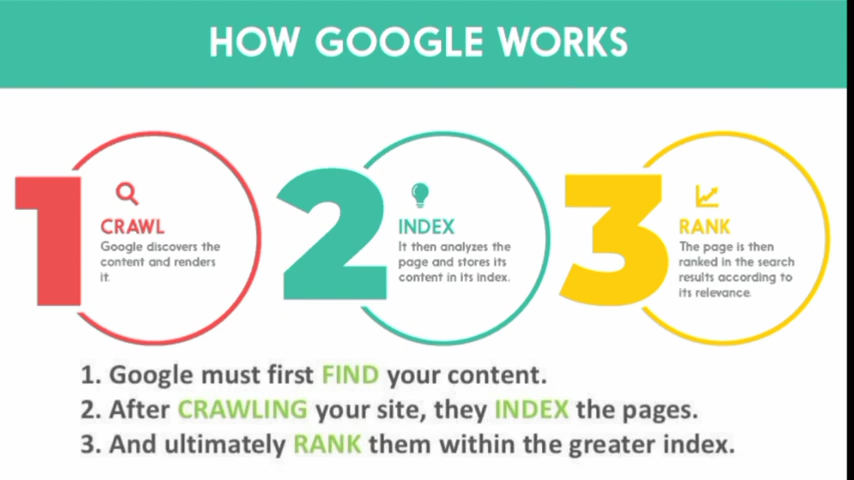 HOW GOOGLE WORKS
1
CRAWL
Google discovers the
content and renders
it.
2
INDEX
It then analyzes the
page and stores its
content in its index.
3
RANK
The page is then
ranked in the search
results according to
its relevance.
1. Google must first FIND your content.
2. After CRAWLING your site, they INDEX the pages.
3. And ultimately RANK them within the greater index.